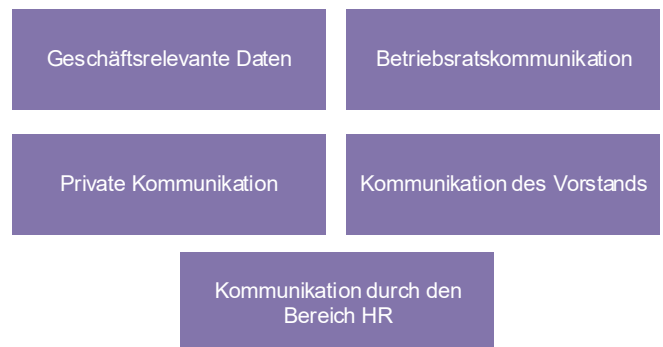 Geschäftsrelevante Daten
Betriebsratskommunikation
Private Kommunikation
Kommunikation des Vorstands
Kommunikation durch den
Bereich HR